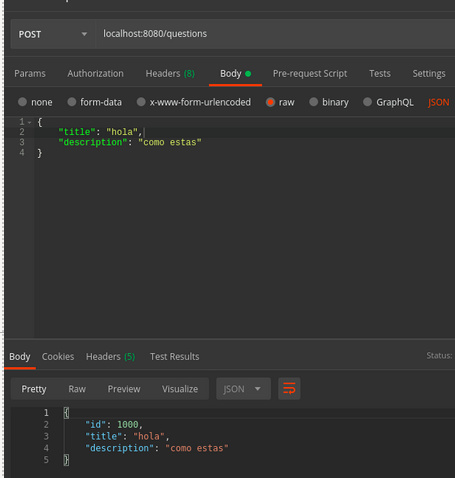 POST localhost:8080/questions
Params Authorization Headers (8) Body Pre-request Script Tests Settings
none form-data x-www-form-urlencoded raw binary GraphQL JSON
1 {
2 "title": "hola",
3 "description": "como estas"
4 }
Body Cookies Headers (5) Test Results Status:
Pretty Raw Preview Visualize JSON
1 {
2 "id": 1000,
3 "title": "hola",
4 "description": "como estas"
5 }